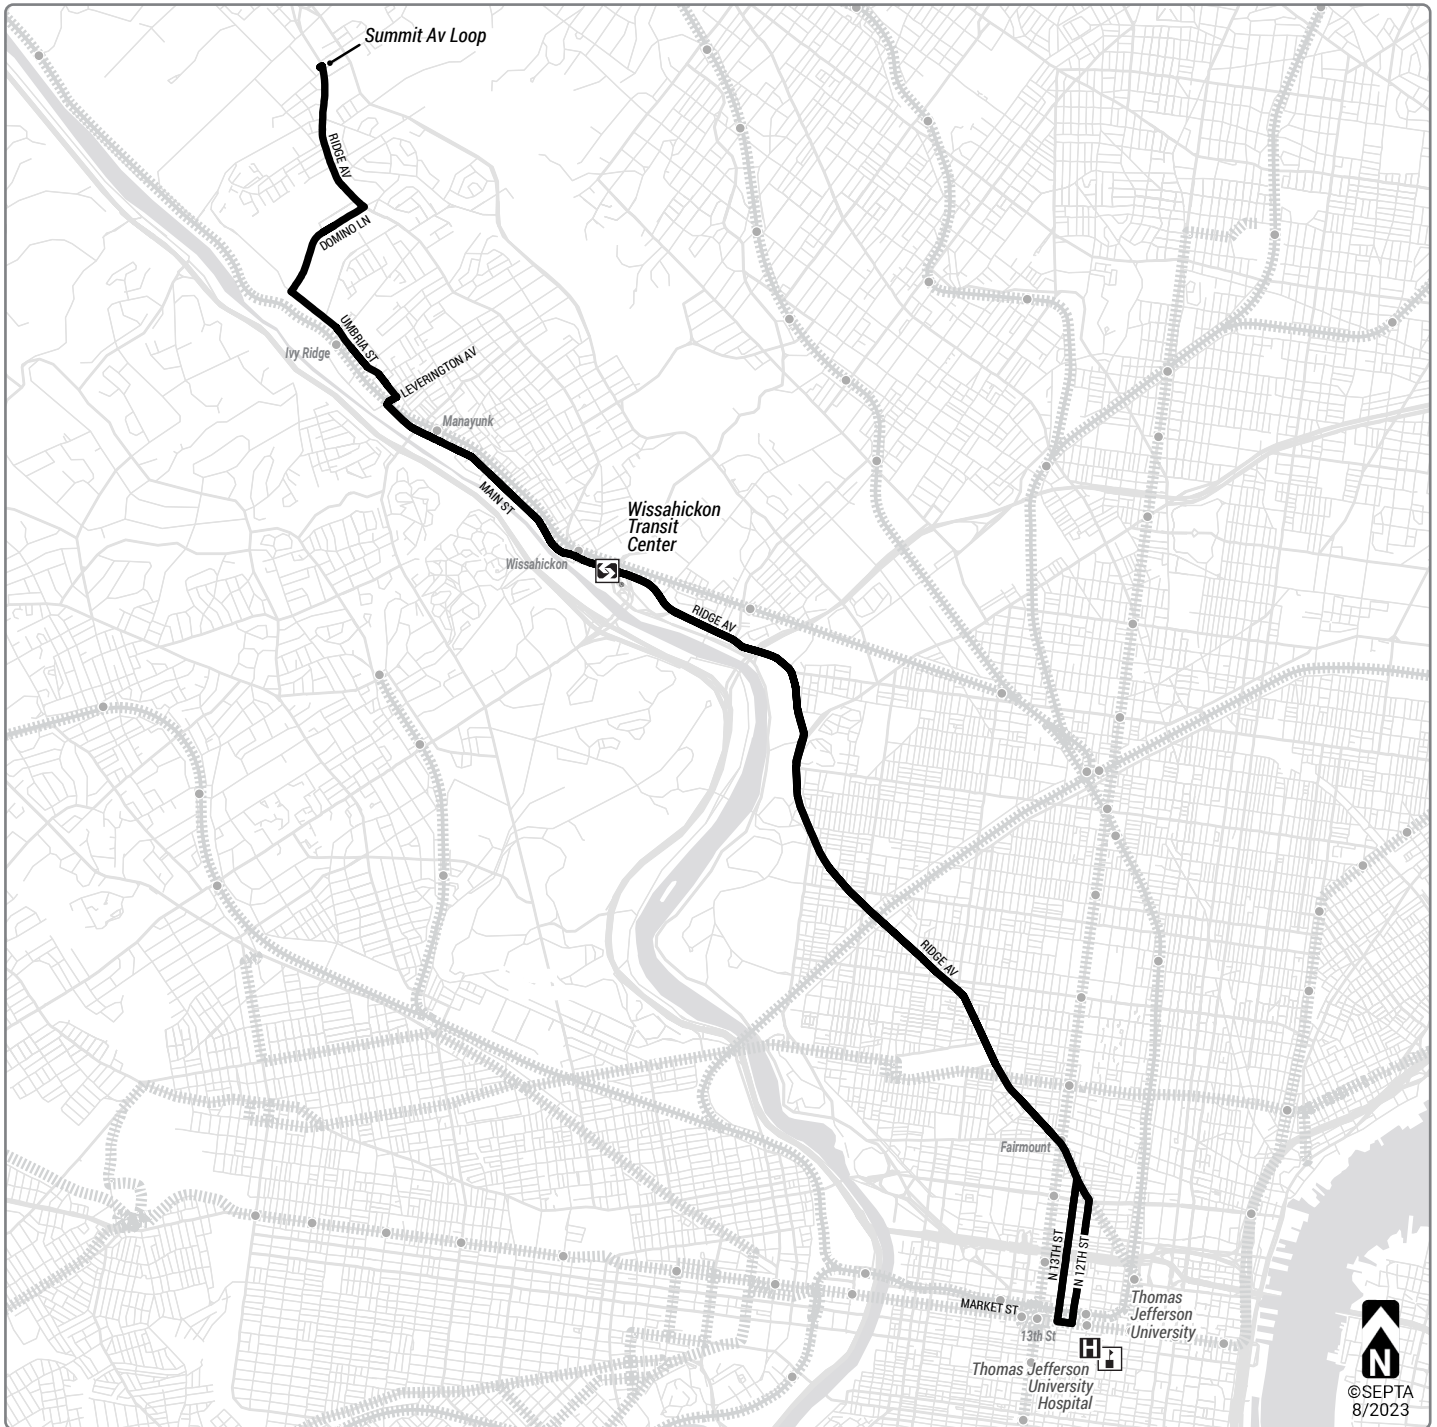 Summit Av Loop
RIDGE AV
DOMINO LN
UMBRIA ST
Ivy Ridge
LEVERINGTON AV
Manayunk
MAIN ST
Wissahickon
Transit
Center
Wissahickon
RIDGE AV
RIDGE AV
Fairmount
N 13TH ST
N 12TH ST
MARKET ST
13th St
Thomas
Jefferson
University
H
Thomas Jefferson
University
Hospital
N
©SEPTA
8/2023